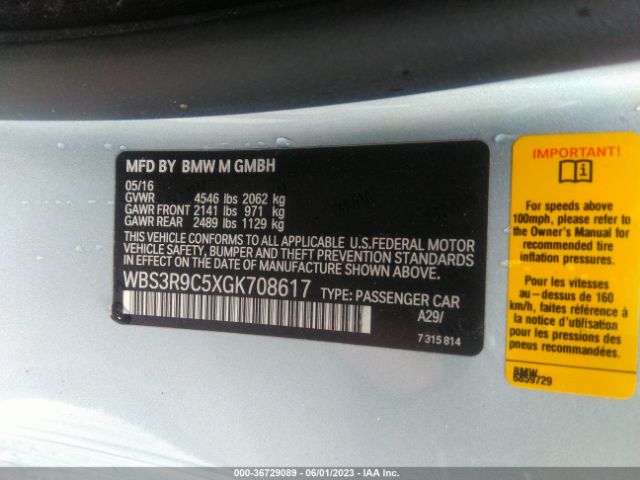 MFD BY BMW M GMBH
05/16
GVWR 4546 lbs 2062 kg
GAWR FRONT 2141 lbs 971 kg
GAWR REAR 2489 lbs 1129 kg
THIS VEHICLE CONFORMS TO ALL APPLICABLE U.S.FEDERAL MOTOR
VEHICLE SAFETY, BUMPER AND THEFT PREVENTION STANDARDS
IN EFFECT ON THE DATE OF MANUFACTURE SHOWN ABOVE.
WBS3R9C5XGK708617 TYPE: PASSENGER CAR
A29/
7 315 814
IMPORTANT!
For speeds above
100mph, please refer to
the Owner's Manual for
recommended tire
inflation pressures.
Pour les vitesses
au-dessus de 160
km/h, faites référence
à la notice d'utilisation
pour les pressions des
pneus recommandées.
BMW
6859729
000-36729089 - 06/01/2023 - IAA Inc.